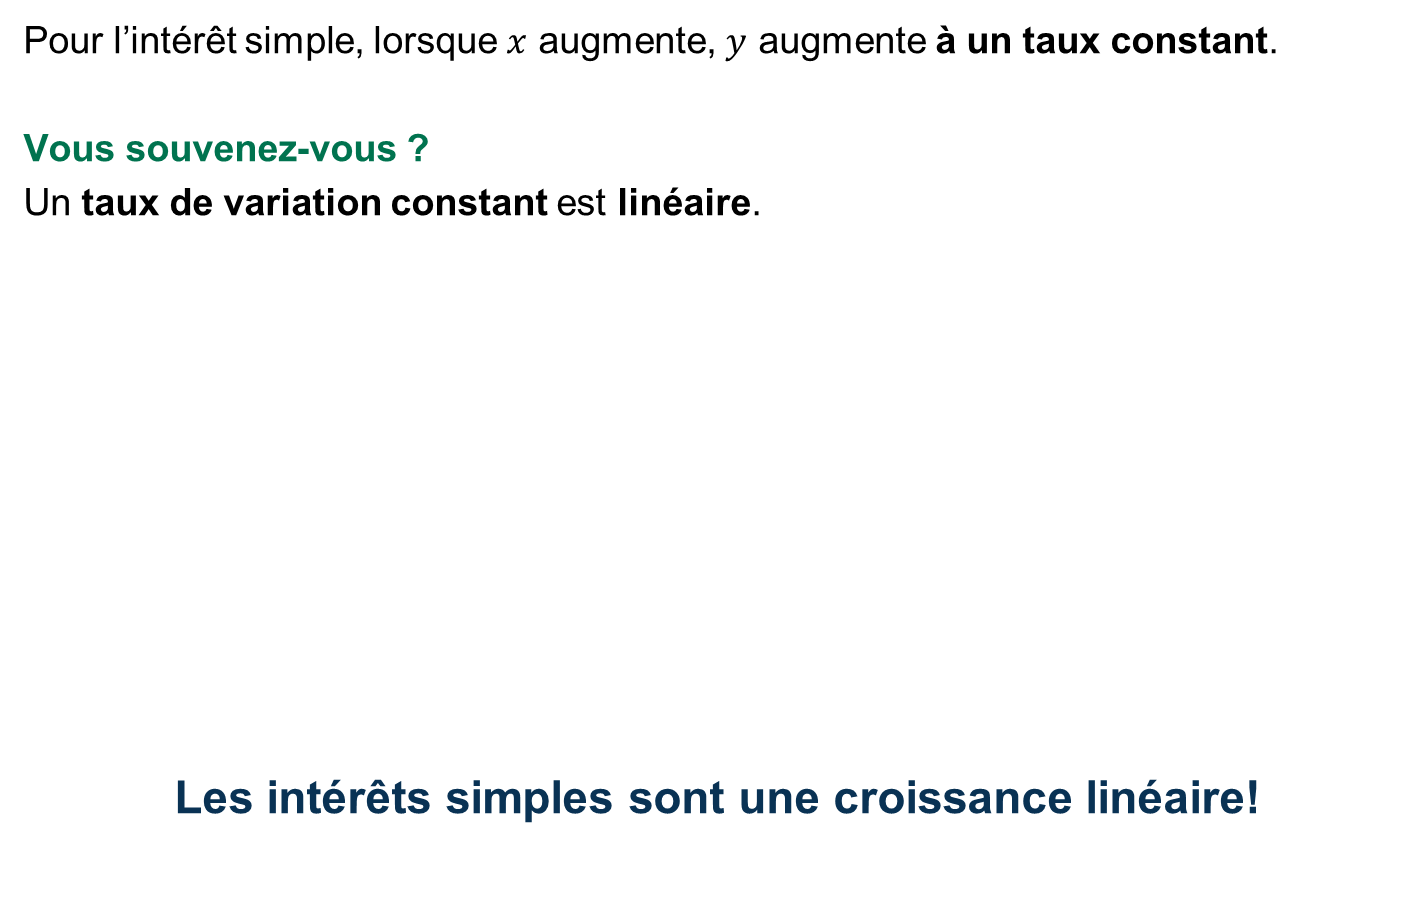 Pour l’intérêt simple, lorsque x augmente, y augmente à un taux constant.
Vous souvenez-vous ?
Un taux de variation constant est linéaire.
Les intérêts simples sont une croissance linéaire!